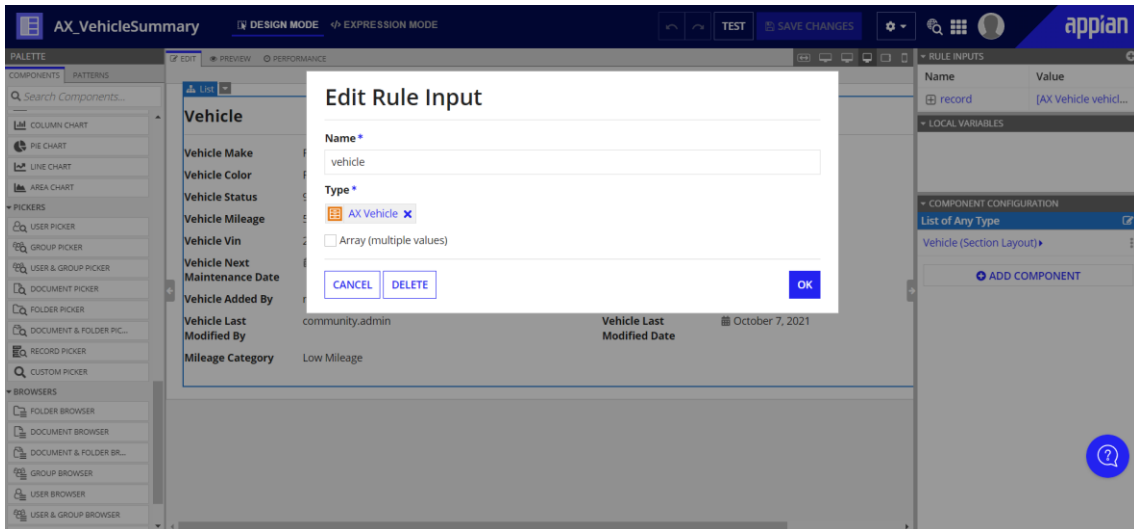 AX_VehicleSummary
DESIGN MODE
</> EXPRESSION MODE
TEST
SAVE CHANGES
appian
PALETTE
COMPONENTS PATTERNS
Search Components...
COLUMN CHART
PIE CHART
LINE CHART
AREA CHART
PICKERS
USER PICKER
GROUP PICKER
USER & GROUP PICKER
DOCUMENT PICKER
FOLDER PICKER
DOCUMENT & FOLDER PIC...
RECORD PICKER
CUSTOM PICKER
BROWSERS
FOLDER BROWSER
DOCUMENT BROWSER
DOCUMENT & FOLDER BR...
GROUP BROWSER
USER BROWSER
USER & GROUP BROWSER
EDIT PREVIEW PERFORMANCE
List
Vehicle
Vehicle Make
Vehicle Color
Vehicle Status
Vehicle Mileage
Vehicle Vin
Vehicle Next
Maintenance Date
Vehicle Added By
Vehicle Last community.admin Vehicle Last October 7, 2021
Modified By Modified Date
Mileage Category Low Mileage
Edit Rule Input
Name *
vehicle
Type *
AX Vehicle
Array (multiple values)
CANCEL DELETE OK
RULE INPUTS
Name Value
record [AX Vehicle vehicl...
LOCAL VARIABLES
COMPONENT CONFIGURATION
List of Any Type
Vehicle (Section Layout)
ADD COMPONENT